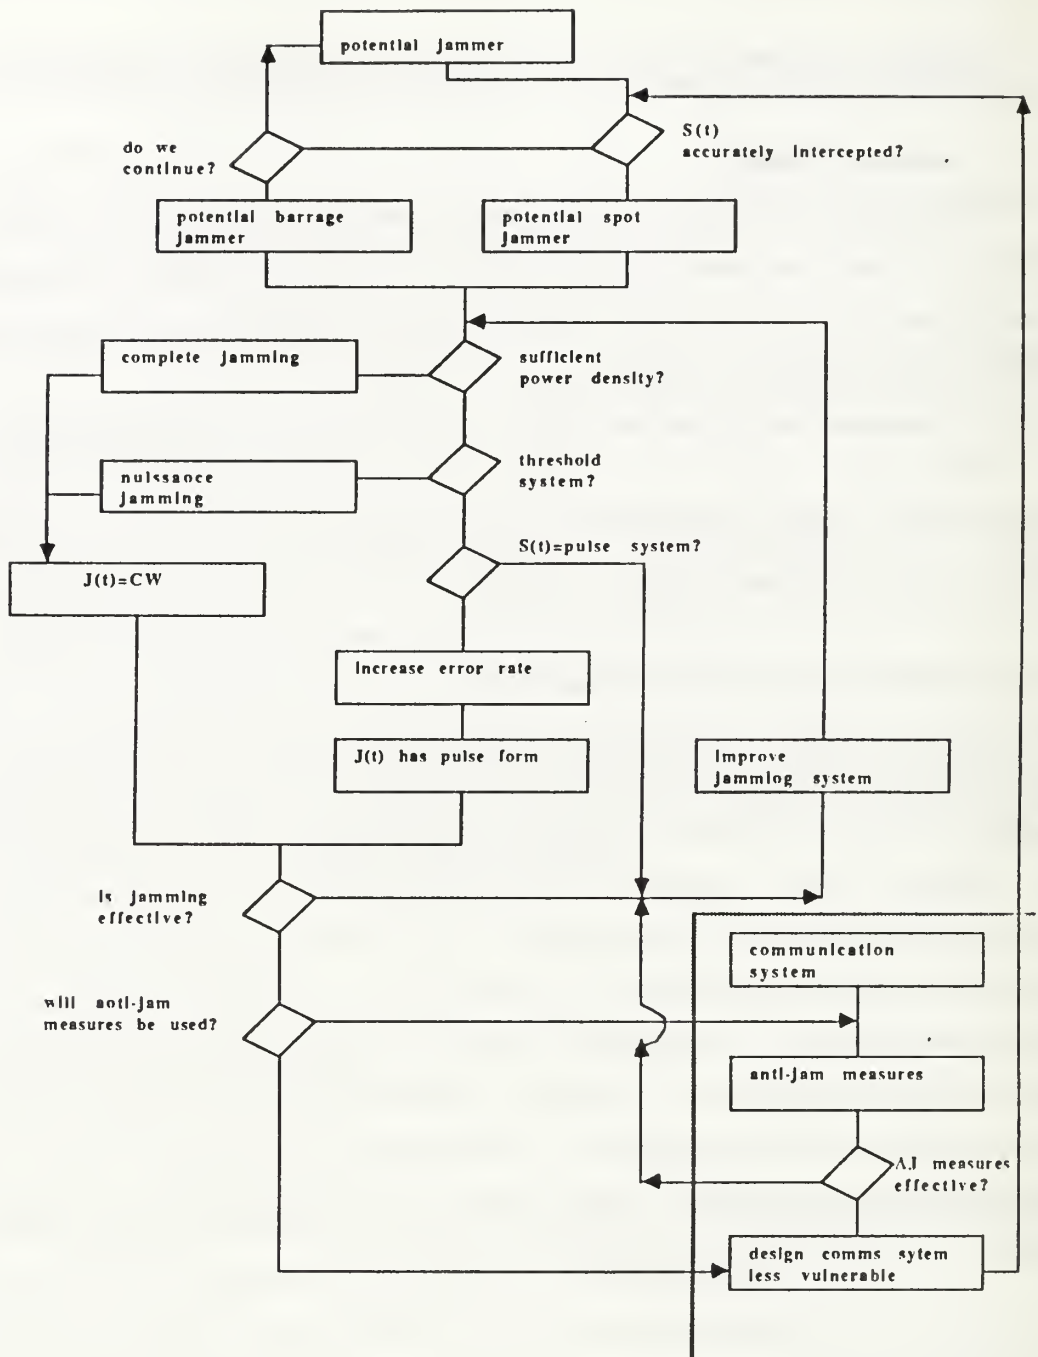 potential jammer
do we
continue?
S(t)
accurately intercepted?
potential barrage
jammer
potential spot
jammer
complete jamming
sufficient
power density?
nuissaoce
jamming
threshold
system?
S(t)=pulse system?
J(t)=CW
increase error rate
J(t) has pulse form
improve
jammlog system
is jamming
effective?
communication
system
will aotl-jam
measures be used?
anti-jam measures
AJ measures
effective?
design comms sytem
less vulnerable